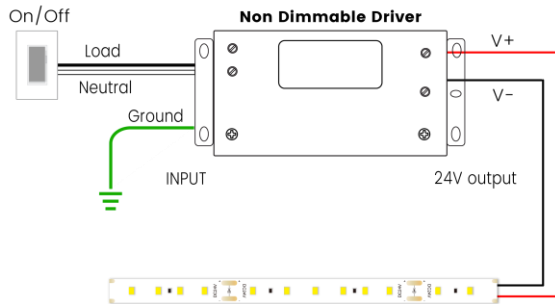 On/Off
Non Dimmable Driver
Load
Neutral
Ground
V+
V-
INPUT
24V output